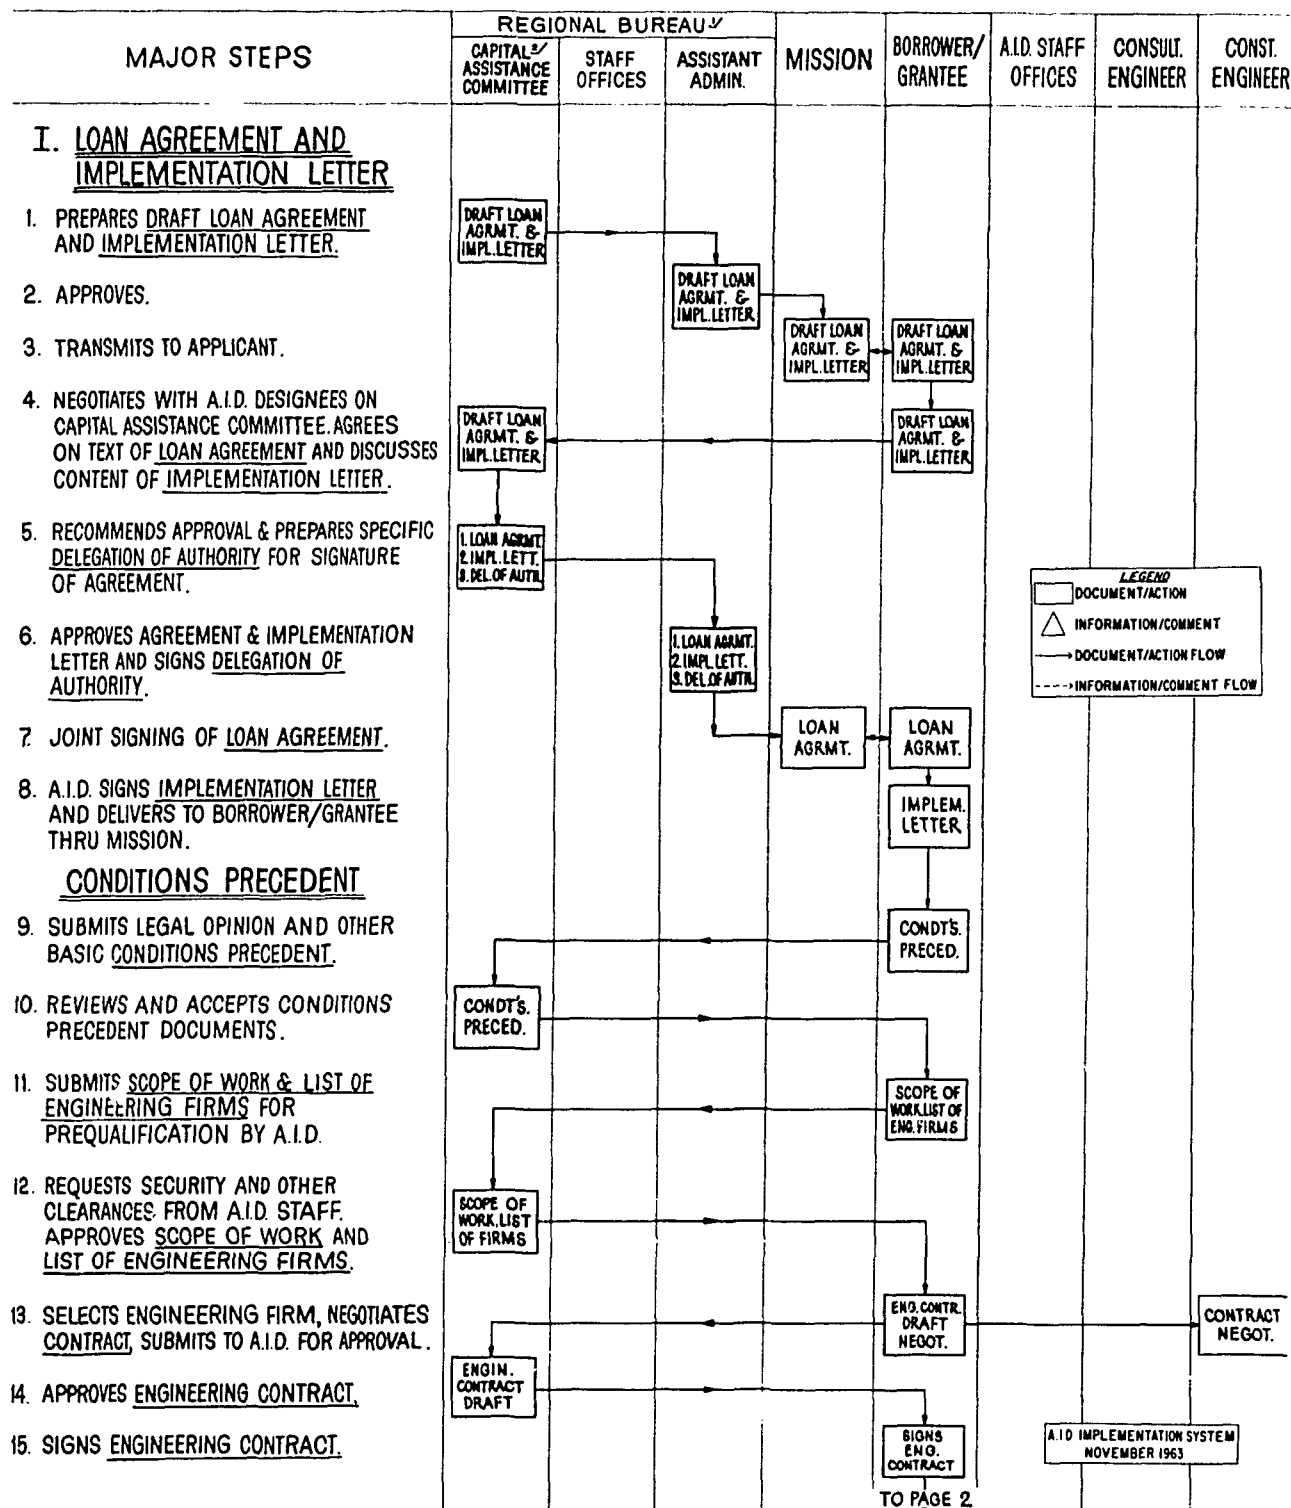 REGIONAL BUREAU 1/
MAJOR STEPS
CAPITAL 2/
ASSISTANCE
COMMITTEE
STAFF
OFFICES
ASSISTANT
ADMIN.
MISSION
BORROWER/
GRANTEE
A.I.D. STAFF
OFFICES
CONSULT.
ENGINEER
CONST.
ENGINEER
I. LOAN AGREEMENT AND
IMPLEMENTATION LETTER
1. PREPARES DRAFT LOAN AGREEMENT
AND IMPLEMENTATION LETTER.
DRAFT LOAN
AGRMT. &
IMPL. LETTER
2. APPROVES.
DRAFT LOAN
AGRMT. &
IMPL. LETTER
3. TRANSMITS TO APPLICANT.
DRAFT LOAN
AGRMT. &
IMPL. LETTER
DRAFT LOAN
AGRMT. &
IMPL. LETTER
4. NEGOTIATES WITH A.I.D. DESIGNEES ON
CAPITAL ASSISTANCE COMMITTEE. AGREES
ON TEXT OF LOAN AGREEMENT AND DISCUSSES
CONTENT OF IMPLEMENTATION LETTER.
DRAFT LOAN
AGRMT. &
IMPL. LETTER
DRAFT LOAN
AGRMT. &
IMPL. LETTER
5. RECOMMENDS APPROVAL & PREPARES SPECIFIC
DELEGATION OF AUTHORITY FOR SIGNATURE
OF AGREEMENT.
1. LOAN AGRMT.
2. IMPL. LETT.
3. DEL. OF AUTH.
LEGEND
DOCUMENT/ACTION
INFORMATION/COMMENT
DOCUMENT/ACTION FLOW
INFORMATION/COMMENT FLOW
6. APPROVES AGREEMENT & IMPLEMENTATION
LETTER AND SIGNS DELEGATION OF
AUTHORITY.
1. LOAN AGRMT.
2. IMPL. LETT.
3. DEL. OF AUTH.
7. JOINT SIGNING OF LOAN AGREEMENT.
LOAN
AGRMT.
LOAN
AGRMT.
8. A.I.D. SIGNS IMPLEMENTATION LETTER
AND DELIVERS TO BORROWER/GRANTEE
THRU MISSION.
IMPLEM.
LETTER
CONDITIONS PRECEDENT
9. SUBMITS LEGAL OPINION AND OTHER
BASIC CONDITIONS PRECEDENT.
CONDT'S.
PRECED.
10. REVIEWS AND ACCEPTS CONDITIONS
PRECEDENT DOCUMENTS.
CONDT'S.
PRECED.
11. SUBMITS SCOPE OF WORK & LIST OF
ENGINEERING FIRMS FOR
PREQUALIFICATION BY A.I.D.
SCOPE OF
WORK, LIST OF
ENG. FIRMS
12. REQUESTS SECURITY AND OTHER
CLEARANCES FROM A.I.D. STAFF.
APPROVES SCOPE OF WORK AND
LIST OF ENGINEERING FIRMS.
SCOPE OF
WORK, LIST
OF FIRMS
13. SELECTS ENGINEERING FIRM, NEGOTIATES
CONTRACT, SUBMITS TO A.I.D. FOR APPROVAL.
ENG. CONTR.
DRAFT
NEGOT.
CONTRACT
NEGOT.
14. APPROVES ENGINEERING CONTRACT,
ENGIN.
CONTRACT
DRAFT
15. SIGNS ENGINEERING CONTRACT.
SIGNS
ENG.
CONTRACT
A.I.D IMPLEMENTATION SYSTEM
NOVEMBER 1963
TO PAGE 2